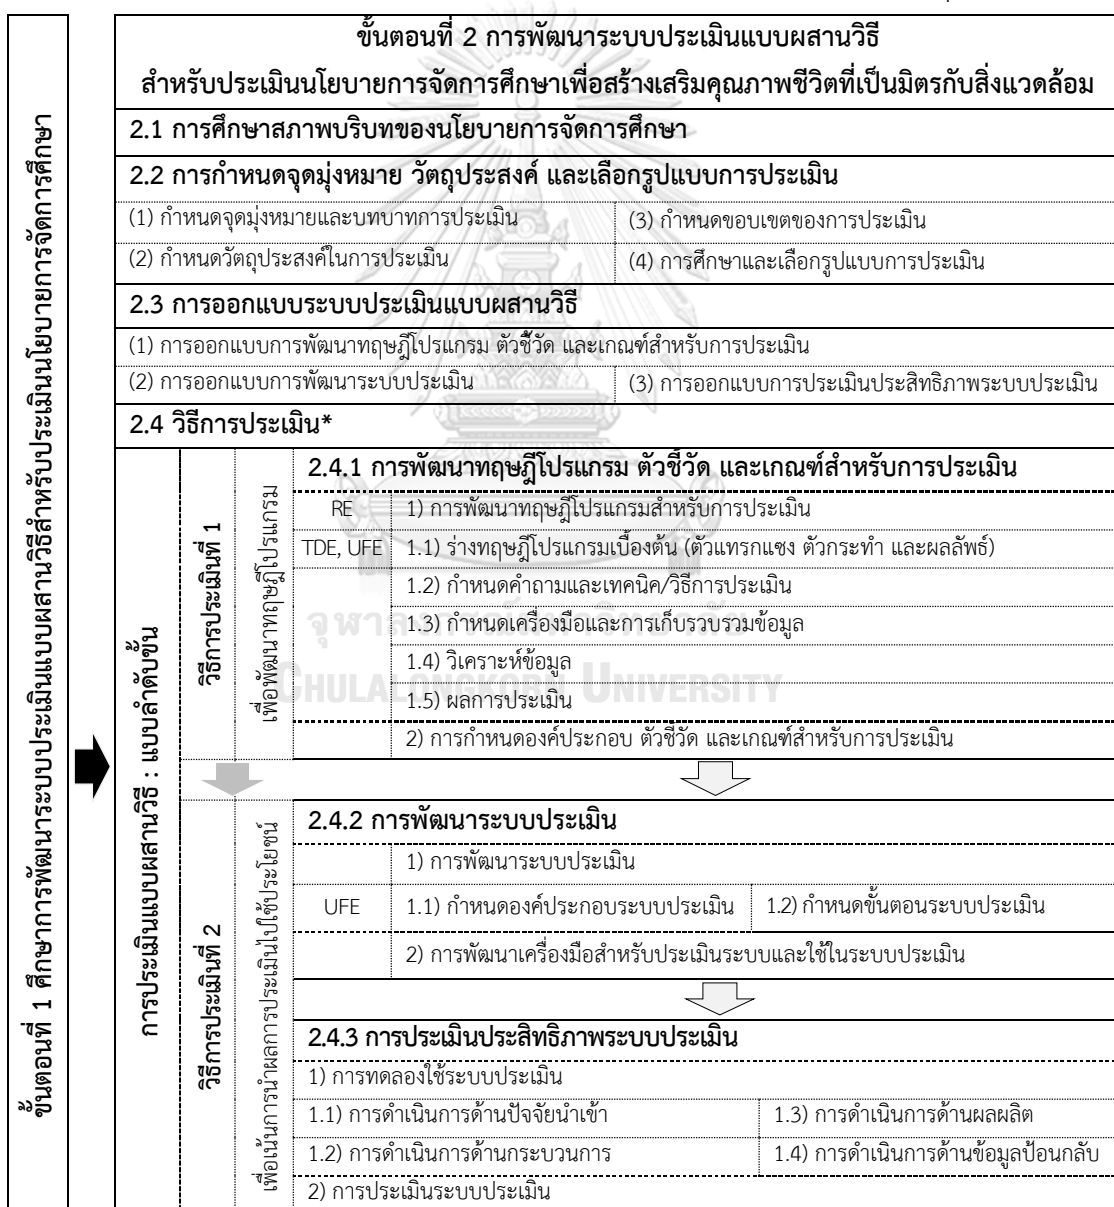 ขั้นตอนที่ 1 ศึกษาการพัฒนาระบบประเมินแบบผสานวิธีสำหรับประเมินนโยบายการจัดการศึกษา
ขั้นตอนที่ 2 การพัฒนาระบบประเมินแบบผสานวิธี
สำหรับประเมินนโยบายการจัดการศึกษาเพื่อสร้างเสริมคุณภาพชีวิตที่เป็นมิตรกับสิ่งแวดล้อม
2.1 การศึกษาสภาพบริบทของนโยบายการจัดการศึกษา
2.2 การกำหนดจุดมุ่งหมาย วัตถุประสงค์ และเลือกรูปแบบการประเมิน
(1) กำหนดจุดมุ่งหมายและบทบาทการประเมิน
(3) กำหนดขอบเขตของการประเมิน
(2) กำหนดวัตถุประสงค์ในการประเมิน
(4) การศึกษาและเลือกรูปแบบการประเมิน
2.3 การออกแบบระบบประเมินแบบผสานวิธี
(1) การออกแบบการพัฒนาทฤษฎีโปรแกรม ตัวชี้วัด และเกณฑ์สำหรับการประเมิน
(2) การออกแบบการพัฒนาระบบประเมิน
(3) การออกแบบการประเมินประสิทธิภาพระบบประเมิน
2.4 วิธีการประเมิน*
การประเมินแบบผสานวิธี : แบบลำดับขั้น
วิธีการประเมินที่ 1
เพื่อพัฒนาทฤษฎีโปรแกรม
2.4.1 การพัฒนาทฤษฎีโปรแกรม ตัวชี้วัด และเกณฑ์สำหรับการประเมิน
RE 1) การพัฒนาทฤษฎีโปรแกรมสำหรับการประเมิน
TDE, UFE 1.1) ร่างทฤษฎีโปรแกรมเบื้องต้น (ตัวแทรกแซง ตัวกระทำ และผลลัพธ์)
1.2) กำหนดคำถามและเทคนิค/วิธีการประเมิน
1.3) กำหนดเครื่องมือและการเก็บรวบรวมข้อมูล
1.4) วิเคราะห์ข้อมูล
1.5) ผลการประเมิน
2) การกำหนดองค์ประกอบ ตัวชี้วัด และเกณฑ์สำหรับการประเมิน
จุฬาลงกรณ์มหาวิทยาลัย
CHULALONGKORN UNIVERSITY
วิธีการประเมินที่ 2
เพื่อเน้นการนำผลการประเมินไปใช้ประโยชน์
2.4.2 การพัฒนาระบบประเมิน
1) การพัฒนาระบบประเมิน
UFE 1.1) กำหนดองค์ประกอบระบบประเมิน 1.2) กำหนดขั้นตอนระบบประเมิน
2) การพัฒนาเครื่องมือสำหรับประเมินระบบและใช้ในระบบประเมิน
2.4.3 การประเมินประสิทธิภาพระบบประเมิน
1) การทดลองใช้ระบบประเมิน
1.1) การดำเนินการด้านปัจจัยนำเข้า
1.3) การดำเนินการด้านผลผลิต
1.2) การดำเนินการด้านกระบวนการ
1.4) การดำเนินการด้านข้อมูลป้อนกลับ
2) การประเมินระบบประเมิน